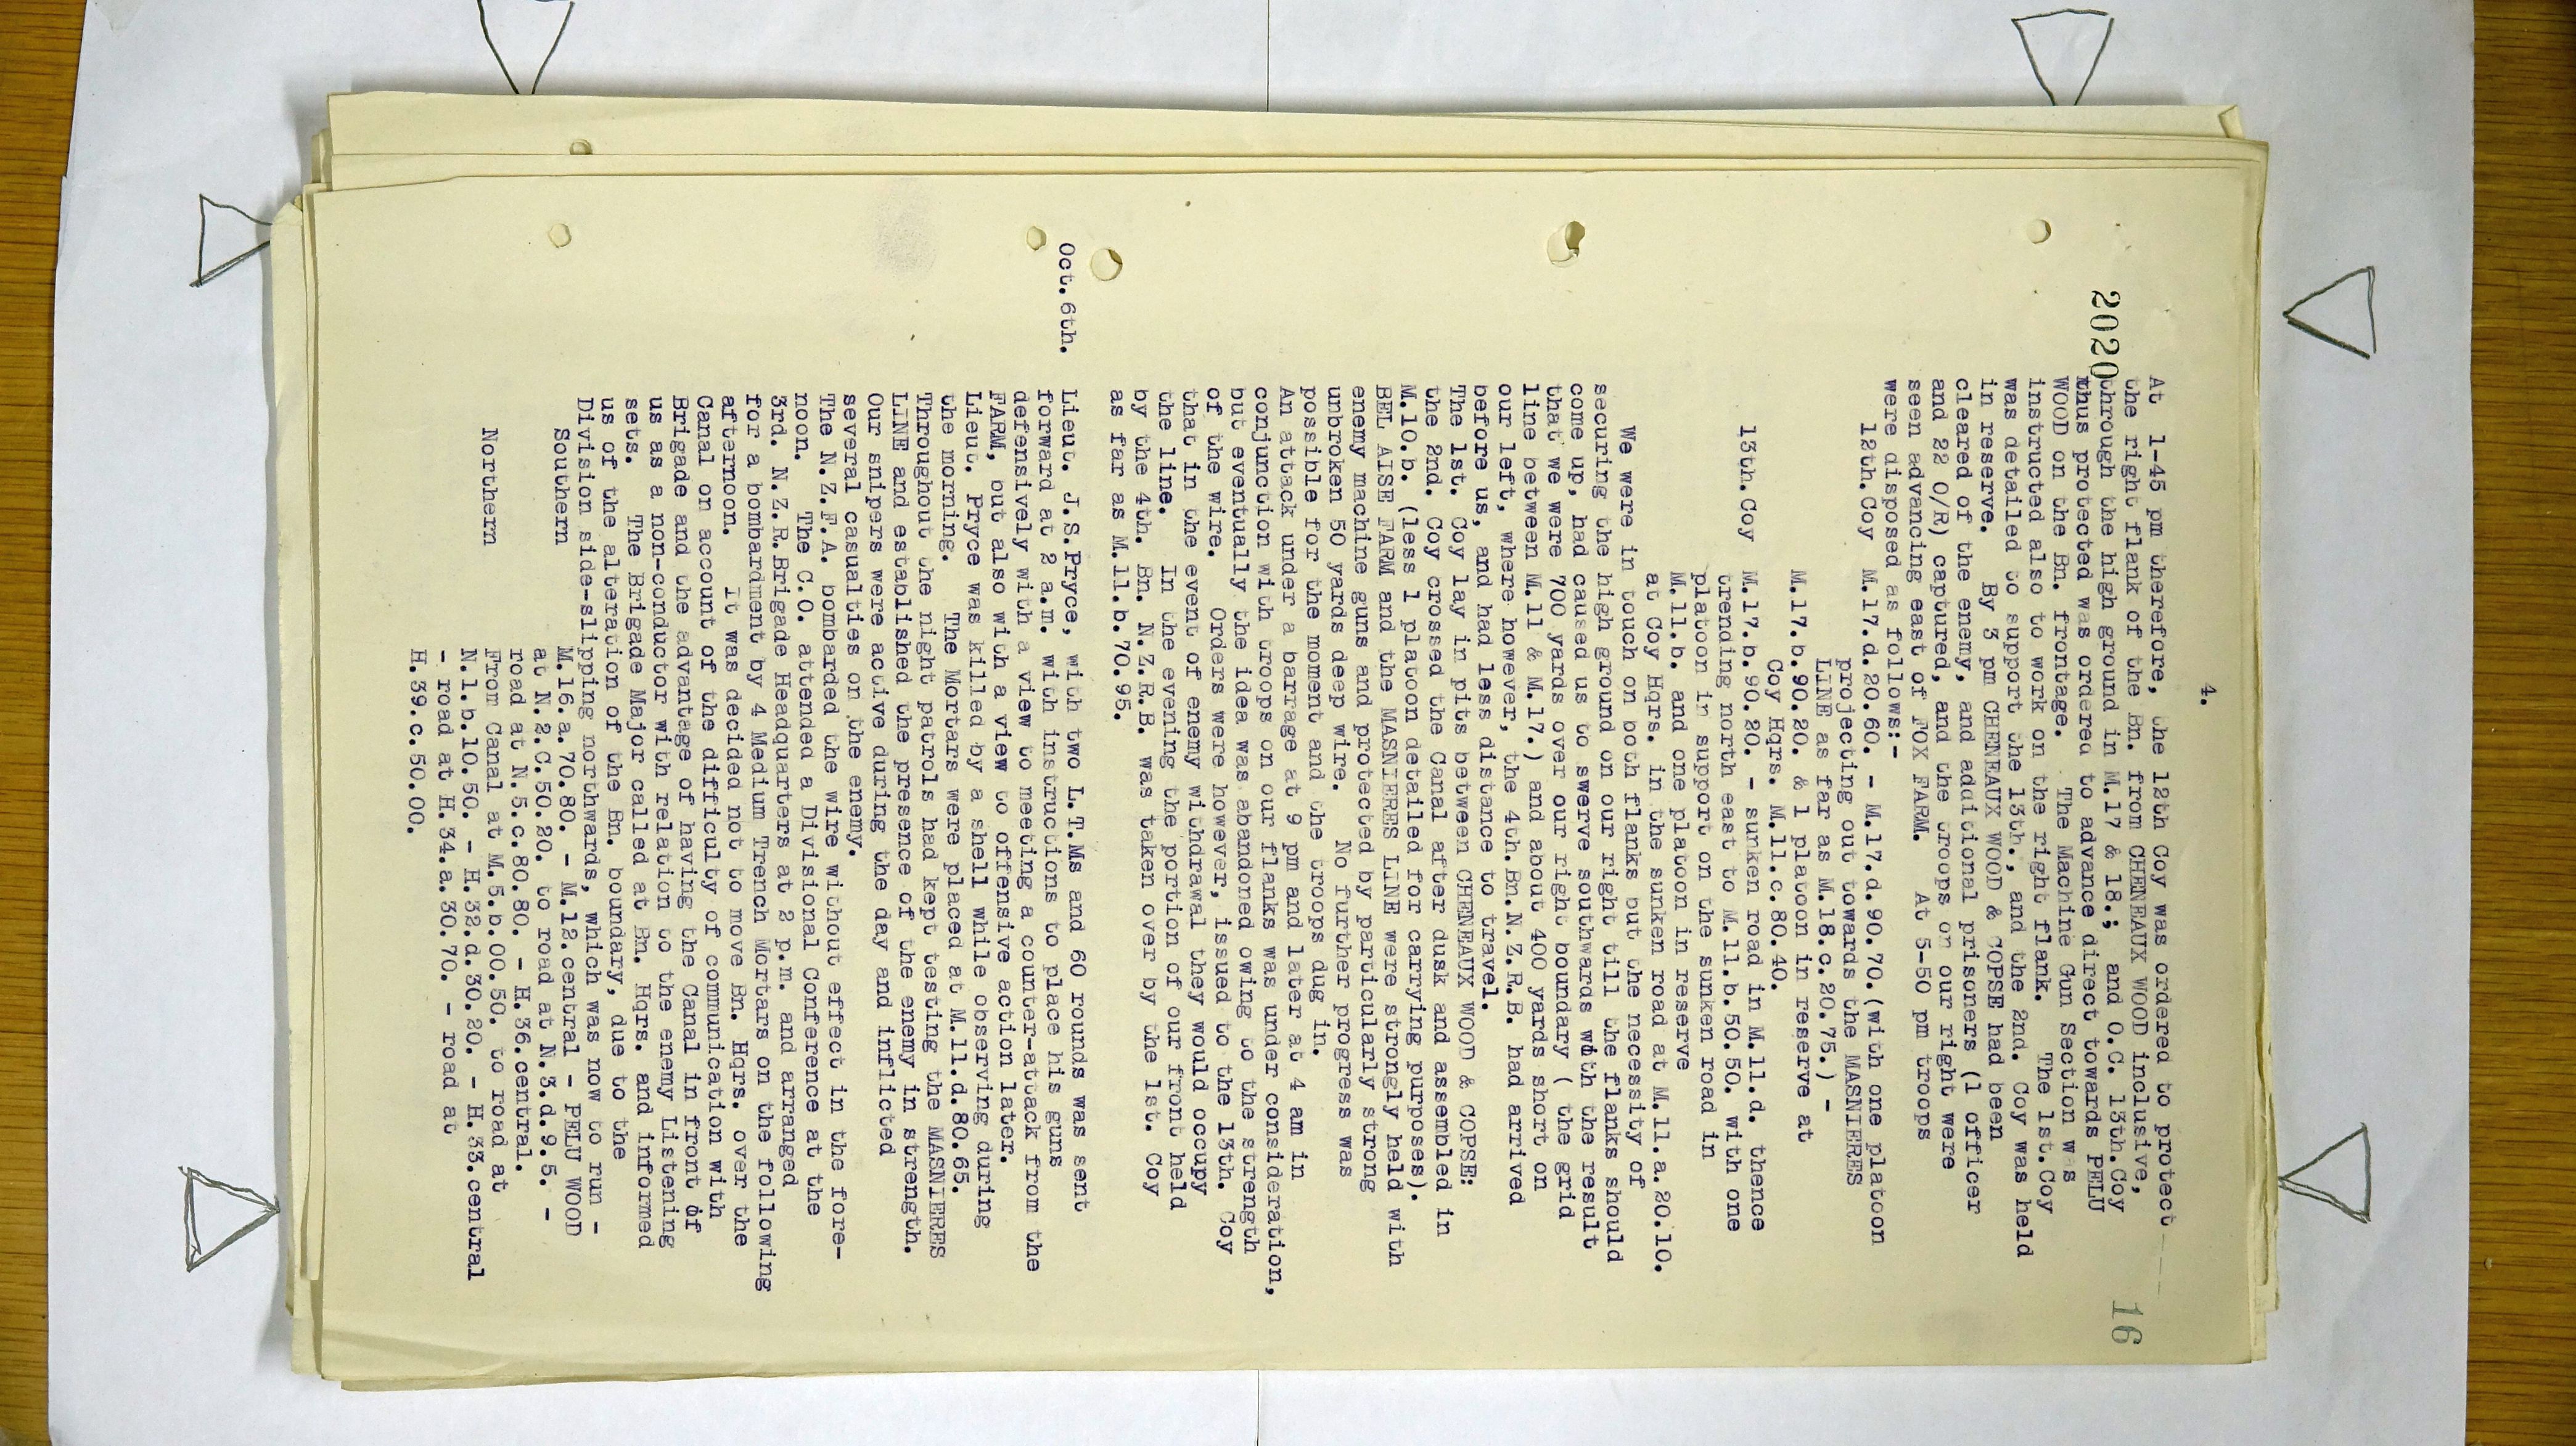 4.
16
2020
At 1-45 pm therefore, the 12th Coy was ordered to protect
the right flank of the Bn. from CHENEAUX WOOD inclusive,
through the high ground in M.17 & 18.; and O.C. 13th.Coy
thus protected was ordered to advance direct towards PELU
WOOD on the Bn. frontage. The Machine Gun Section was
instructed also to work on the right flank. The 1st.Coy
was detailed to support the 13th., and the 2nd. Coy was held
in reserve. By 3 pm CHENEAUX WOOD & COPSE had been
cleared of the enemy, and additional prisoners (1 officer
and 22 O/R) captured, and the troops on our right were
seen advancing east of FOX FARM. At 5-50 pm troops
were disposed as follows:-
12th.Coy M.17.d.20.60. - M.17.d.90.70.(with one platoon
projecting out towards the MASNIERES
LINE as far as M.18.c.20.75.) -
M.17.b.90.20. & 1 platoon in reserve at
Coy Hqrs. M.11.c.80.40.
13th.Coy M.17.b.90.20. - sunken road in M.11.d. thence
trending north east to M.11.b.50.50. with one
platoon in support on the sunken road in
M.11.b. and one platoon in reserve
at Coy Hqrs. in the sunken road at M.11.a.20.10.
We were in touch on both flanks but the necessity of
securing the high ground on our right till the flanks should
come up, had caused us to swerve southwards with the result
that we were 700 yards over our right boundary ( the grid
line between M.11 & M.17.) and about 400 yards short on
our left, where however, the 4th.Bn.N.Z.R.B. had arrived
before us, and had less distance to travel.
The 1st. Coy lay in pits between CHENEAUX WOOD & COPSE:
the 2nd. Coy crossed the Canal after dusk and assembled in
M.10.b. (less 1 platoon detailed for carrying purposes).
BEL AISE FARM and the MASNIERES LINE were strongly held with
enemy machine guns and protected by particularly strong
unbroken 50 yards deep wire. No further progress was
possible for the moment and the troops dug in.
An attack under a barrage at 9 pm and later at 4 am in
conjunction with troops on our flanks was under consideration,
but eventually the idea was abandoned owing to the strength
of the wire. Orders were however, issued to the 13th. Coy
that in the event of enemy withdrawal they would occupy
the line. In the evening the portion of our front held
by the 4th. Bn. N.Z.R.B. was taken over by the 1st. Coy
as far as M.11.b.70.95.
Oct.6th. Lieut. J.S.Pryce, with two L.T.Ms and 60 rounds was sent
forward at 2 a.m. with instructions to place his guns
defensively with a view to meeting a counter-attack from the
FARM, but also with a view to offensive action later.
Lieut. Pryce was killed by a shell while observing during
the morning. The Mortars were placed at M.11.d.80.65.
Throughout the night patrols had kept testing the MASNIERES
LINE and established the presence of the enemy in strength.
Our snipers were active during the day and inflicted
several casualties on the enemy.
The N.Z.F.A. bombarded the wire without effect in the fore-
noon. The C.O. attended a Divisional Conference at the
3rd. N.Z.R.Brigade Headquarters at 2 p.m. and arranged
for a bombardment by 4 Medium Trench Mortars on the following
afternoon. It was decided not to move Bn. Hqrs. over the
Canal on account of the difficulty of communication with
Brigade and the advantage of having the Canal in front of
us as a non-conductor with relation to the enemy Listening
sets. The Brigade Major called at Bn. Hqrs. and informed
us of the alteration of the Bn. boundary, due to the
Division side-slipping northwards, which was now to run -
Southern M.16.a.70.80. - M.12.central - PELU WOOD
at N.2.C.50.20. to road at N.3.d.9.5. -
road at N.5.c.80.80. - H.36.central.
Northern From Canal at M.5.b.00.50. to road at
N.1.b.10.50. - H.32.d.30.20. - H.33.central
- road at H.34.a.30.70. - road at
H.39.c.50.00.